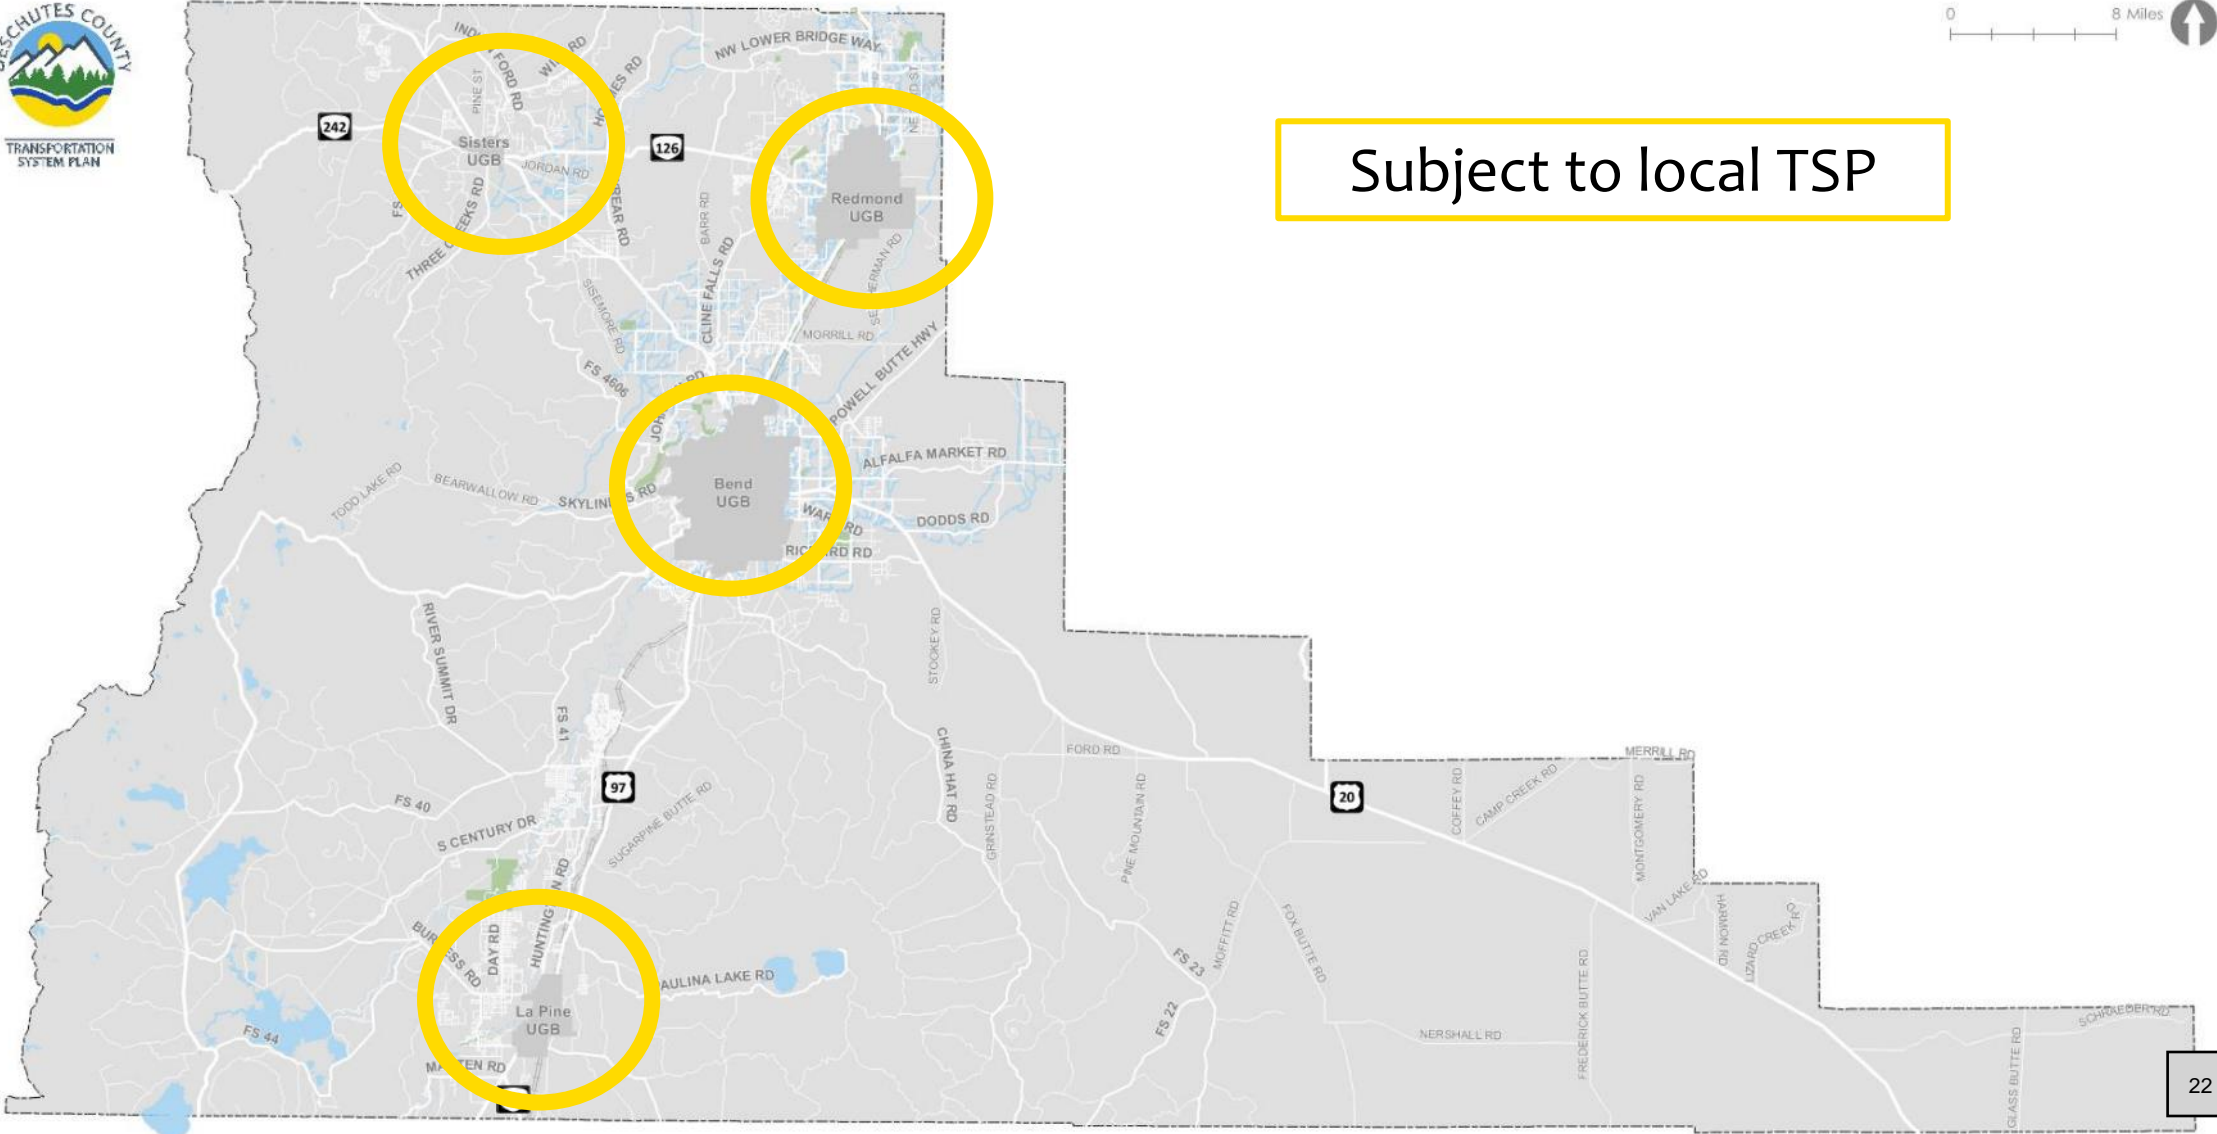 DESCHUTES COUNTY
TRANSPORTATION
SYSTEM PLAN
0
8 Miles
Subject to local TSP
NW LOWER BRIDGE WAY
PINE ST
242
126
Sisters
UGB
JORDAN RD
Redmond
UGB
BARR RD
CLINE FALLS RD
SISEMORE RD
MORRILL RD
POWELL BUTTE HWY
FS 4606
ALFALFA MARKET RD
Bend
UGB
TODD LAKE RD
BEARWALLOW RD
DODDS RD
RIVER SUMMIT DR
STOOKEY RD
FS 41
CHINA HAT RD
FORD RD
MERRILL RD
97
20
FS 40
S CENTURY DR
SUGARPINE BUTTE RD
GRINSTEAD RD
PINE MOUNTAIN RD
COFFEY RD
CAMP CREEK RD
MONTGOMERY RD
VAN LAKE RD
HARMON RD
LIZARD CREEK RD
DAY RD
MOFFITT RD
FOX BUTTE RD
FS 23
FS 22
La Pine
UGB
FS 44
NERSHALL RD
FREDERICK BUTTE RD
GLASS BUTTE RD
SCHRAEDER RD
22